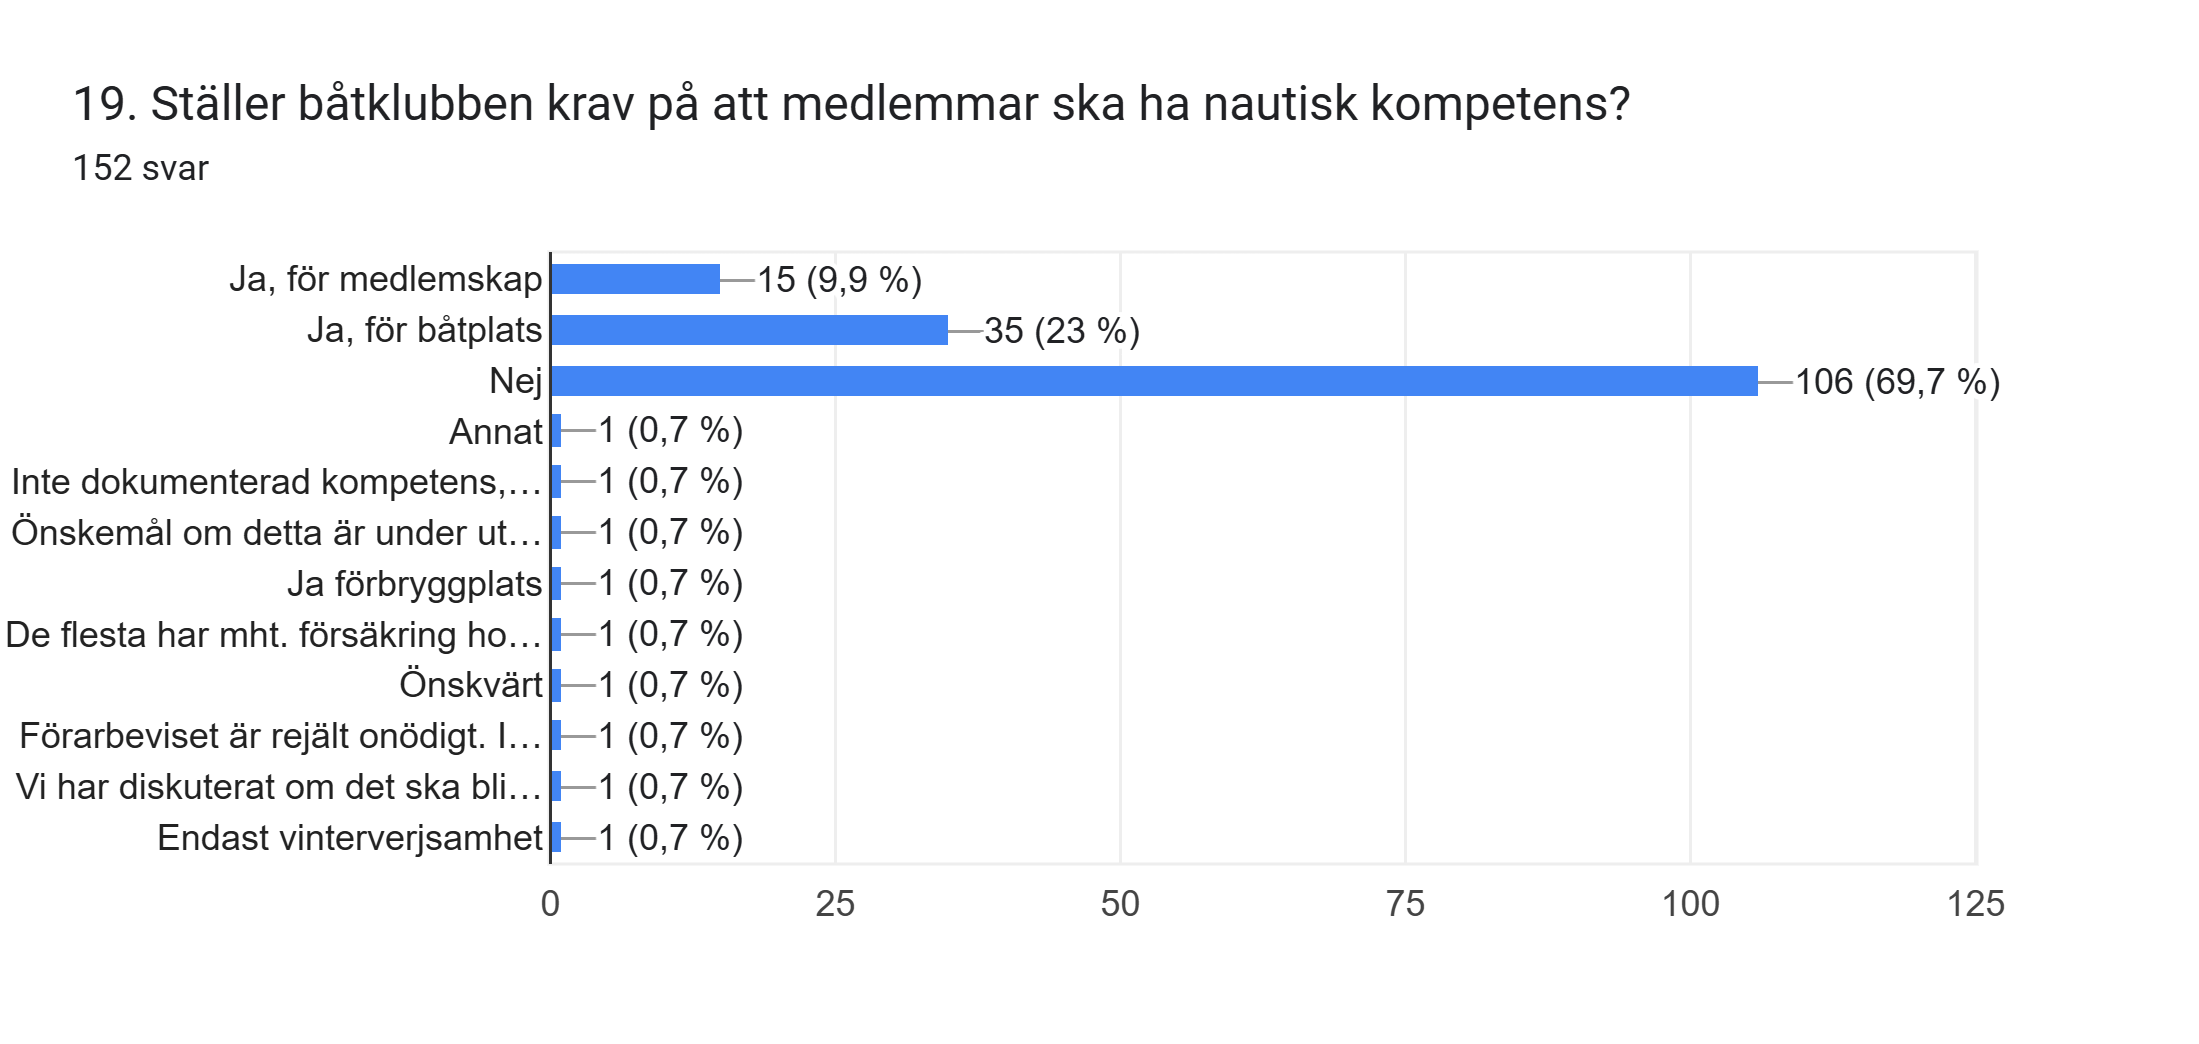 19. Ställer båtklubben krav på att medlemmar ska ha nautisk kompetens?
152 svar
Ja, för medlemskap 15 (9,9 %)
Ja, för båtplats 35 (23 %)
Nej 106 (69,7 %)
Annat 1 (0,7 %)
Inte dokumenterad kompetens,… 1 (0,7 %)
Önskemål om detta är under ut… 1 (0,7 %)
Ja förbryggplats 1 (0,7 %)
De flesta har mht. försäkring ho… 1 (0,7 %)
Önskvärt 1 (0,7 %)
Förarbeviset är rejält onödigt. I… 1 (0,7 %)
Vi har diskuterat om det ska bli… 1 (0,7 %)
Endast vinterverjsamhet 1 (0,7 %)
0 25 50 75 100 125